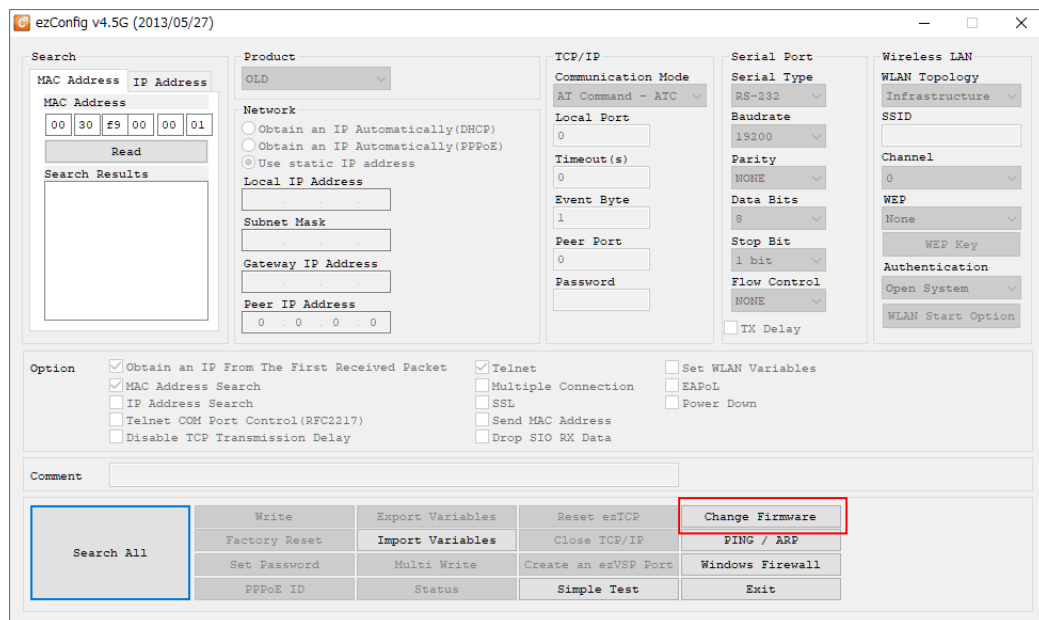 ezConfig v4.5G (2013/05/27)
Search
MAC Address
IP Address
MAC Address
00 30 f9 00 00 01
Read
Search Results
Product
OLD
Network
Obtain an IP Automatically(DHCP)
Obtain an IP Automatically(PPPoE)
Use static IP address
Local IP Address
. . .
Subnet Mask
. . .
Gateway IP Address
. . .
Peer IP Address
0 . 0 . 0 . 0
TCP/IP
Communication Mode
AT Command - ATC
Local Port
0
Timeout(s)
0
Event Byte
1
Peer Port
0
Password
Serial Port
Serial Type
RS-232
Baudrate
19200
Parity
NONE
Data Bits
8
Stop Bit
1 bit
Flow Control
NONE
TX Delay
Wireless LAN
WLAN Topology
Infrastructure
SSID
Channel
0
WEP
None
WEP Key
Authentication
Open System
WLAN Start Option
Option
Obtain an IP From The First Received Packet
MAC Address Search
IP Address Search
Telnet COM Port Control(RFC2217)
Disable TCP Transmission Delay
Telnet
Multiple Connection
SSL
Send MAC Address
Drop SIO RX Data
Set WLAN Variables
EAPoL
Power Down
Comment
Search All
Write
Export Variables
Reset ezTCP
Change Firmware
Factory Reset
Import Variables
Close TCP/IP
PING / ARP
Set Password
Multi Write
Create an ezVSP Port
Windows Firewall
PPPoE ID
Status
Simple Test
Exit